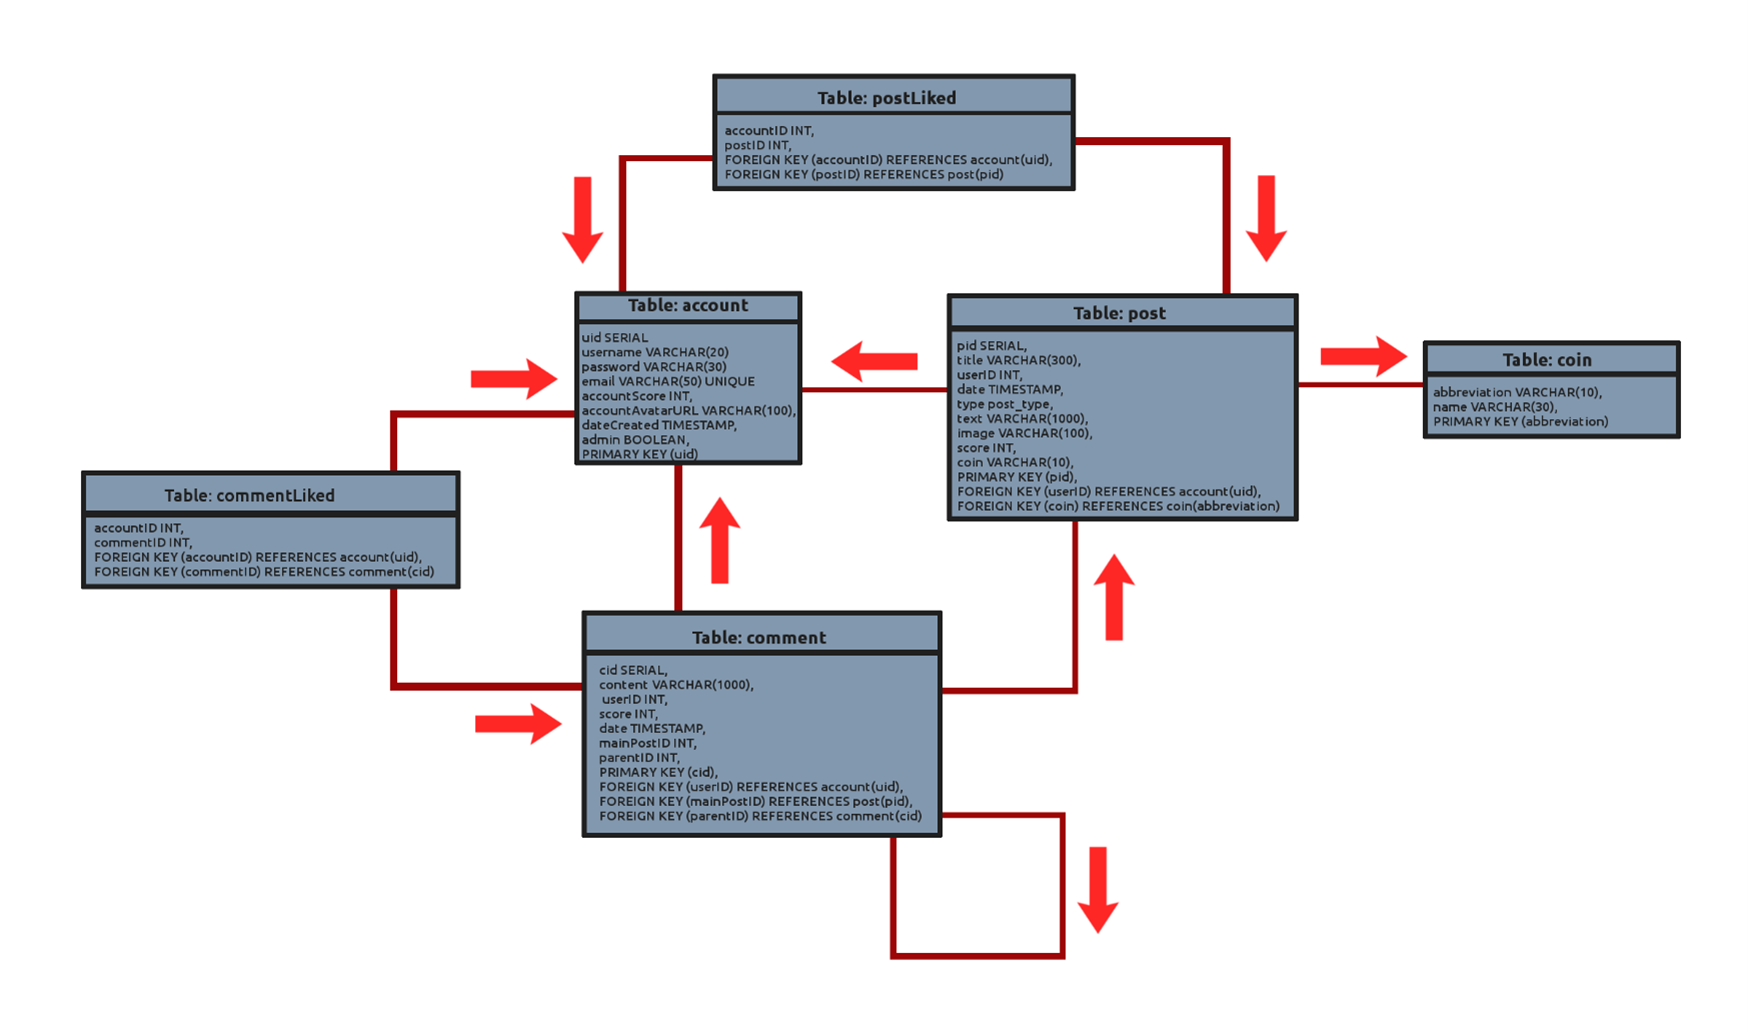 Table: postLiked
accountID INT,
postID INT,
FOREIGN KEY (accountID) REFERENCES account(uid),
FOREIGN KEY (postID) REFERENCES post(pid)
Table: account
uid SERIAL
username VARCHAR(20)
password VARCHAR(30)
email VARCHAR(50) UNIQUE
accountScore INT,
accountAvatarURL VARCHAR(100),
dateCreated TIMESTAMP,
admin BOOLEAN,
PRIMARY KEY (uid)
Table: post
pid SERIAL,
title VARCHAR(300),
userID INT,
date TIMESTAMP,
type post_type,
text VARCHAR(1000),
image VARCHAR(100),
score INT,
coin VARCHAR(10),
PRIMARY KEY (pid),
FOREIGN KEY (userID) REFERENCES account(uid),
FOREIGN KEY (coin) REFERENCES coin(abbreviation)
Table: coin
abbreviation VARCHAR(10),
name VARCHAR(30),
PRIMARY KEY (abbreviation)
Table: commentLiked
accountID INT,
commentID INT,
FOREIGN KEY (accountID) REFERENCES account(uid),
FOREIGN KEY (commentID) REFERENCES comment(cid)
Table: comment
cid SERIAL,
content VARCHAR(1000),
userID INT,
score INT,
date TIMESTAMP,
mainPostID INT,
parentID INT,
PRIMARY KEY (cid),
FOREIGN KEY (userID) REFERENCES account(uid),
FOREIGN KEY (mainPostID) REFERENCES post(pid),
FOREIGN KEY (parentID) REFERENCES comment(cid)